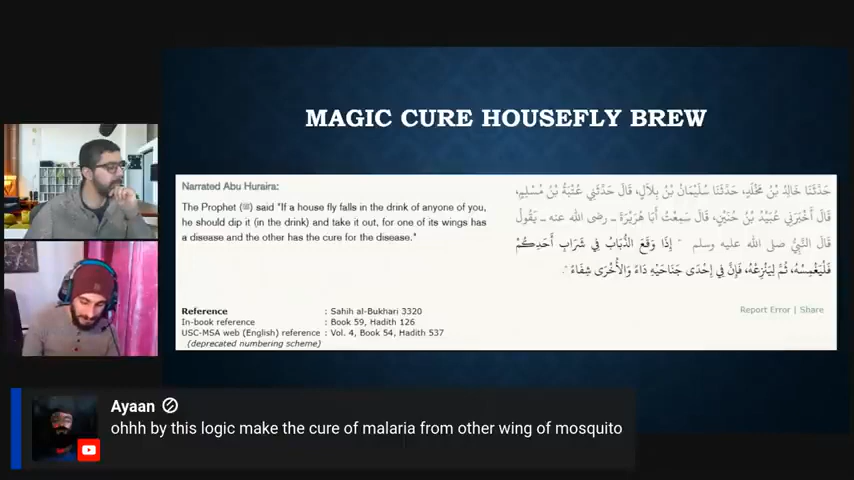 MAGIC CURE HOUSEFLY BREW
Narrated Abu Huraira:
The Prophet (ﷺ) said "If a house fly falls in the drink of anyone of you,
he should dip it (in the drink) and take it out, for one of its wings has
a disease and the other has the cure for the disease."
حَدَّثَنَا خَالِدُ بْنُ مَخْلَدٍ، حَدَّثَنَا سُلَيْمَانُ بْنُ بِلاَلٍ، قَالَ حَدَّثَنِي عُتْبَةُ بْنُ مُسْلِمٍ،
قَالَ أَخْبَرَنِي عُبَيْدُ بْنُ حُنَيْنٍ، قَالَ سَمِعْتُ أَبَا هُرَيْرَةَ ـ رضى الله عنه ـ يَقُولُ
قَالَ النَّبِيُّ صلى الله عليه وسلم ‏ "‏ إِذَا وَقَعَ الذُّبَابُ فِي شَرَابِ أَحَدِكُمْ
فَلْيَغْمِسْهُ، ثُمَّ لِيَنْزِعْهُ، فَإِنَّ فِي إِحْدَى جَنَاحَيْهِ دَاءً وَالأُخْرَى شِفَاءً ‏"‏‏.‏
Reference : Sahih al-Bukhari 3320
In-book reference : Book 59, Hadith 126
USC-MSA web (English) reference : Vol. 4, Book 54, Hadith 537
(deprecated numbering scheme)
Report Error | Share
Ayaan
ohhh by this logic make the cure of malaria from other wing of mosquito